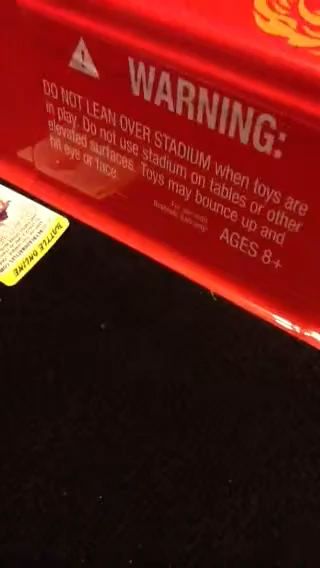 WARNING:
DO NOT LEAN OVER STADIUM when toys are
in play. Do not use stadium on tables or other
elevated surfaces. Toys may bounce up and
hit eye or face.
AGES 8+
BATTLE ONLINE